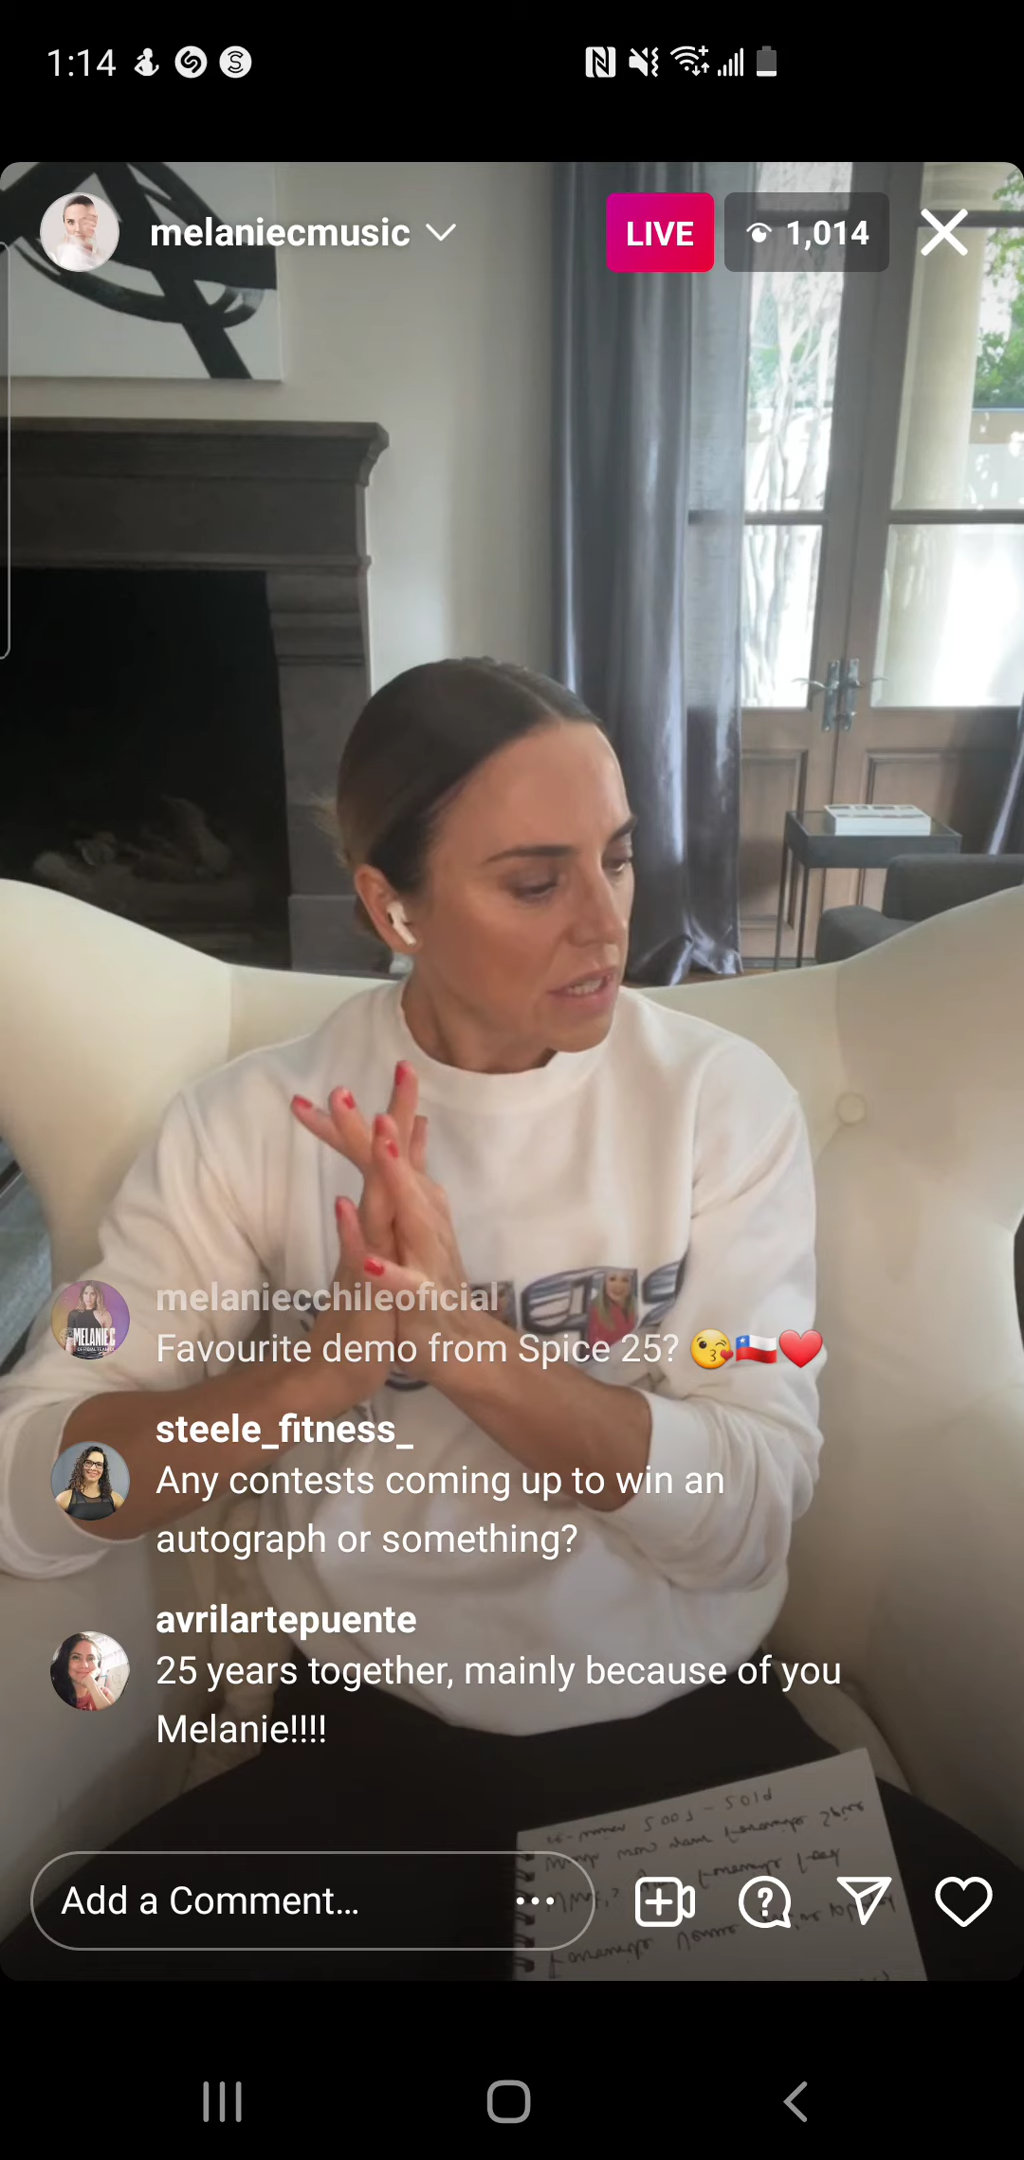 1:14
melaniecmusic
LIVE
1,014
melaniecchileoficial
Favourite demo from Spice 25? 😘🇨🇱❤️
MELANIE C
steele_fitness_
Any contests coming up to win an
autograph or something?
avrilartepuente
25 years together, mainly because of you
Melanie!!!!
Add a Comment...